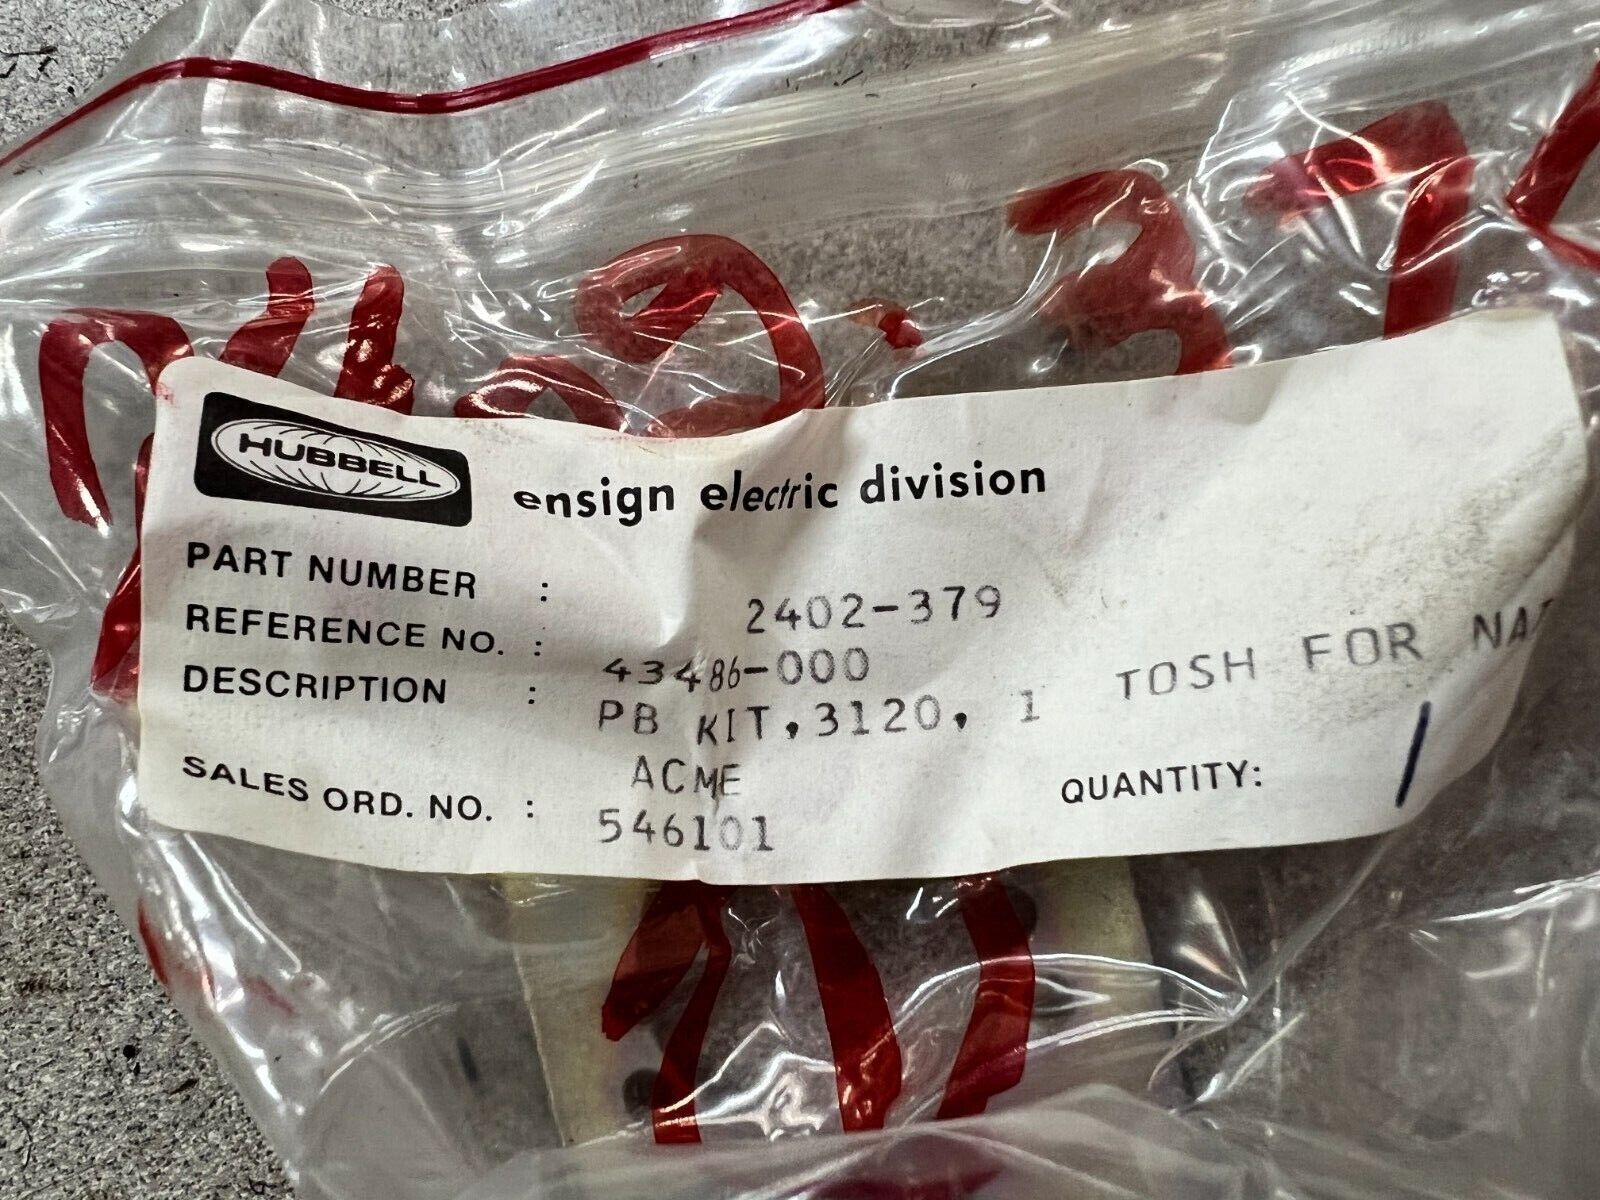 HUBBELL ensign electric division
PART NUMBER : 2402-379
REFERENCE NO. : 43486-000
DESCRIPTION : PB KIT, 3120, 1 TOSH FOR
ACME
SALES ORD. NO. : 546101 QUANTITY: 1